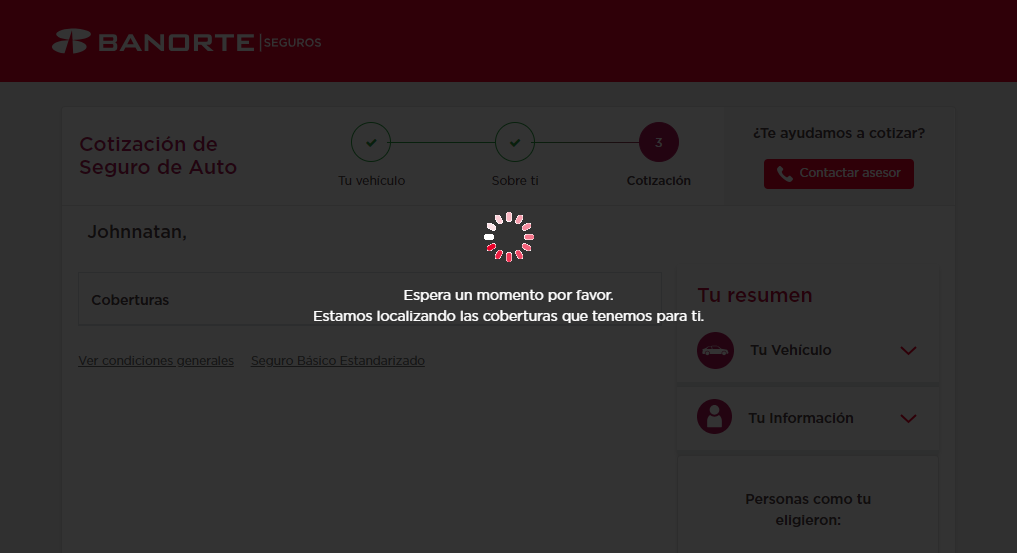 BANORTE | SEGUROS
Cotización de
Seguro de Auto
3
Tu vehículo
Sobre ti
Cotización
¿Te ayudamos a cotizar?
Contactar asesor
Johnnatan,
Espera un momento por favor.
Estamos localizando las coberturas que tenemos para ti.
Coberturas
Ver condiciones generales
Seguro Básico Estandarizado
Tu resumen
Tu Vehículo
Tu Información
Personas como tu
eligieron: